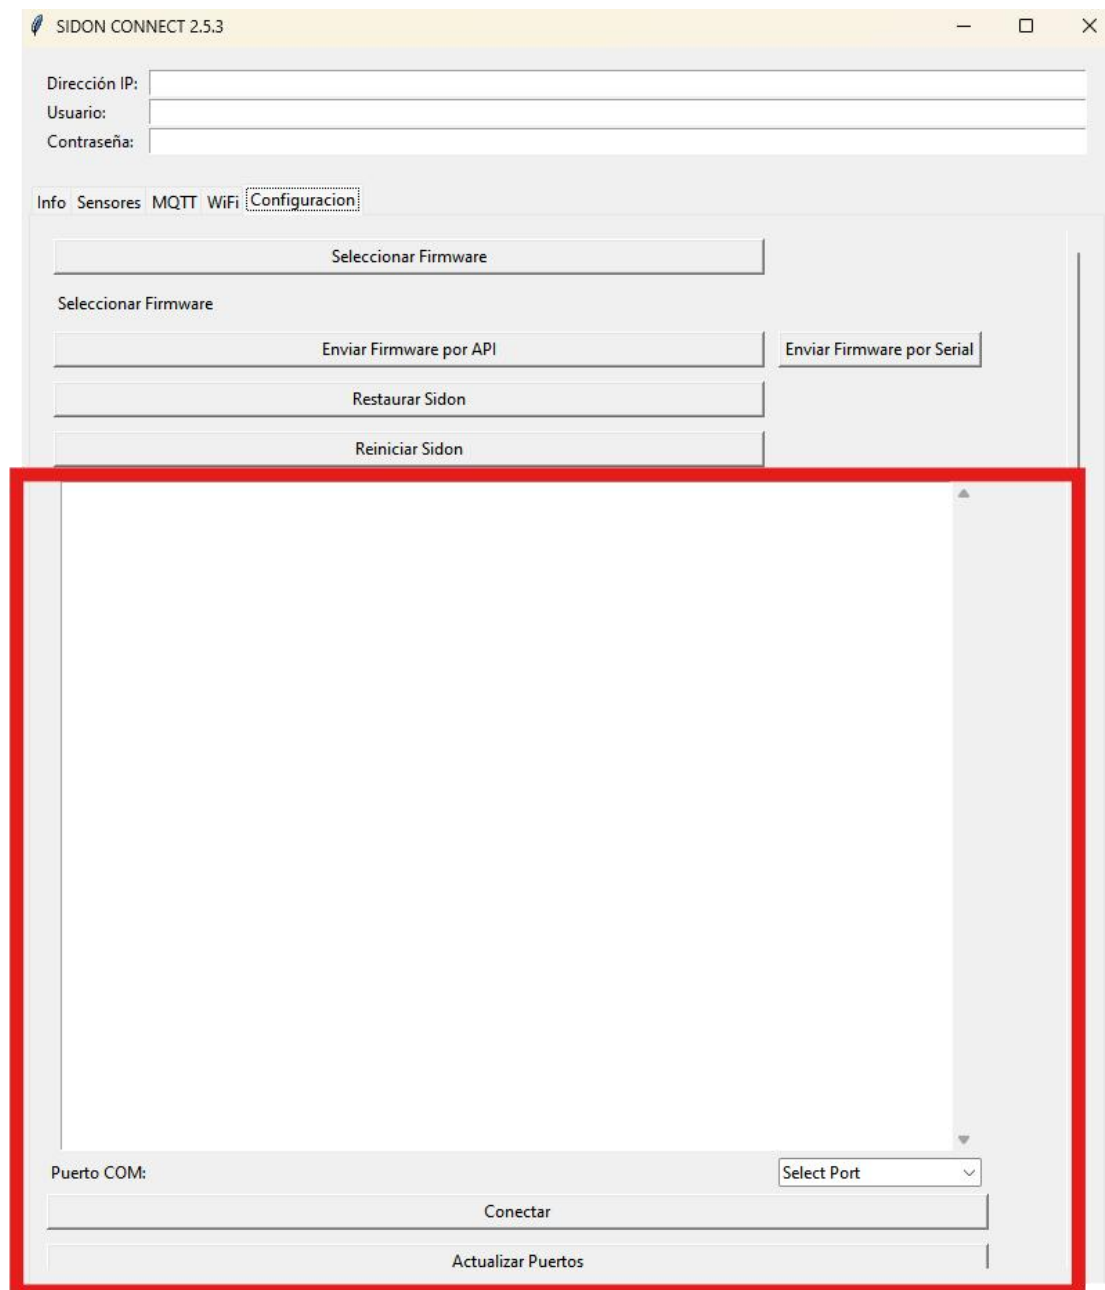 SIDON CONNECT 2.5.3
Dirección IP:
Usuario:
Contraseña:
Info Sensores MQTT WiFi Configuracion
Seleccionar Firmware
Seleccionar Firmware
Enviar Firmware por API Enviar Firmware por Serial
Restaurar Sidon
Reiniciar Sidon
Puerto COM: Select Port
Conectar
Actualizar Puertos